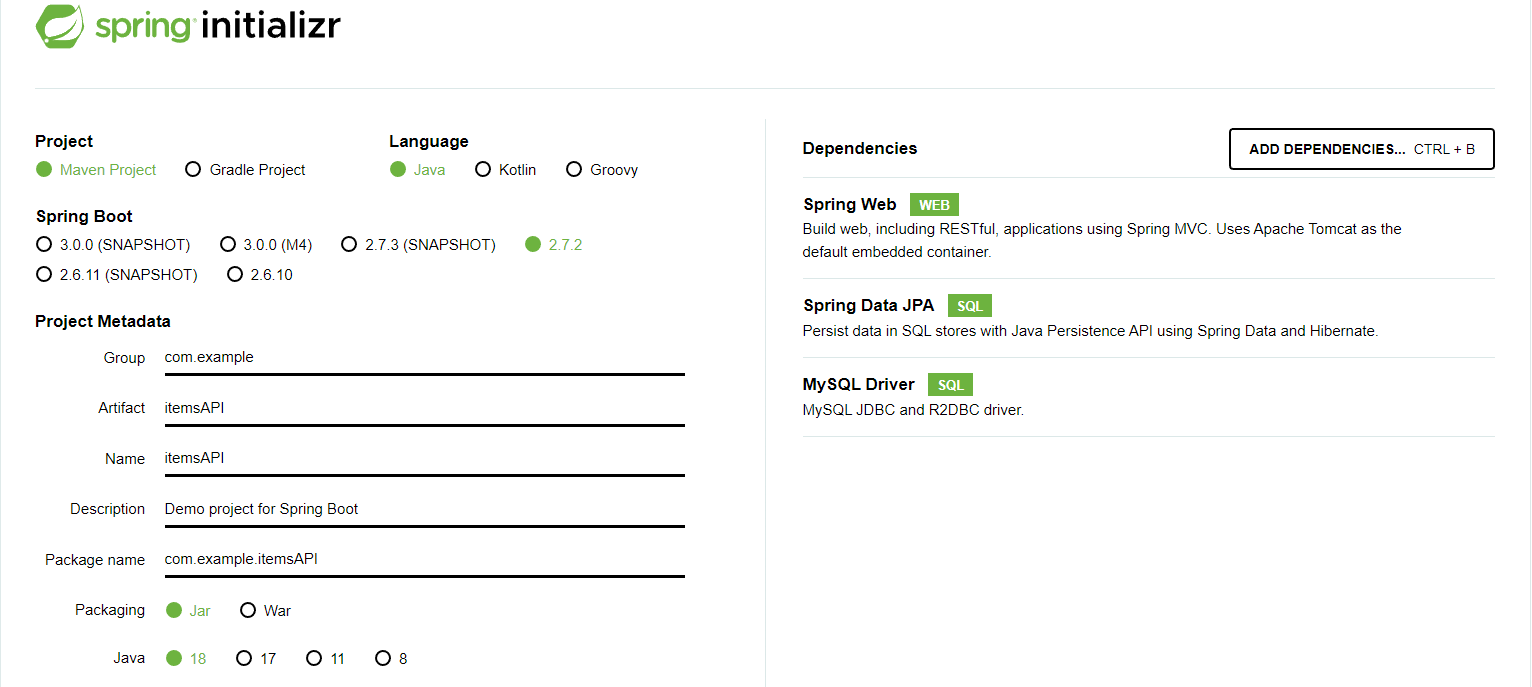 spring initializr
Project
Maven Project Gradle Project
Language
Java Kotlin Groovy
Spring Boot
3.0.0 (SNAPSHOT) 3.0.0 (M4) 2.7.3 (SNAPSHOT) 2.7.2
2.6.11 (SNAPSHOT) 2.6.10
Project Metadata
Group com.example
Artifact itemsAPI
Name itemsAPI
Description Demo project for Spring Boot
Package name com.example.itemsAPI
Packaging Jar War
Java 18 17 11 8
Dependencies
ADD DEPENDENCIES... CTRL + B
Spring Web WEB
Build web, including RESTful, applications using Spring MVC. Uses Apache Tomcat as the
default embedded container.
Spring Data JPA SQL
Persist data in SQL stores with Java Persistence API using Spring Data and Hibernate.
MySQL Driver SQL
MySQL JDBC and R2DBC driver.